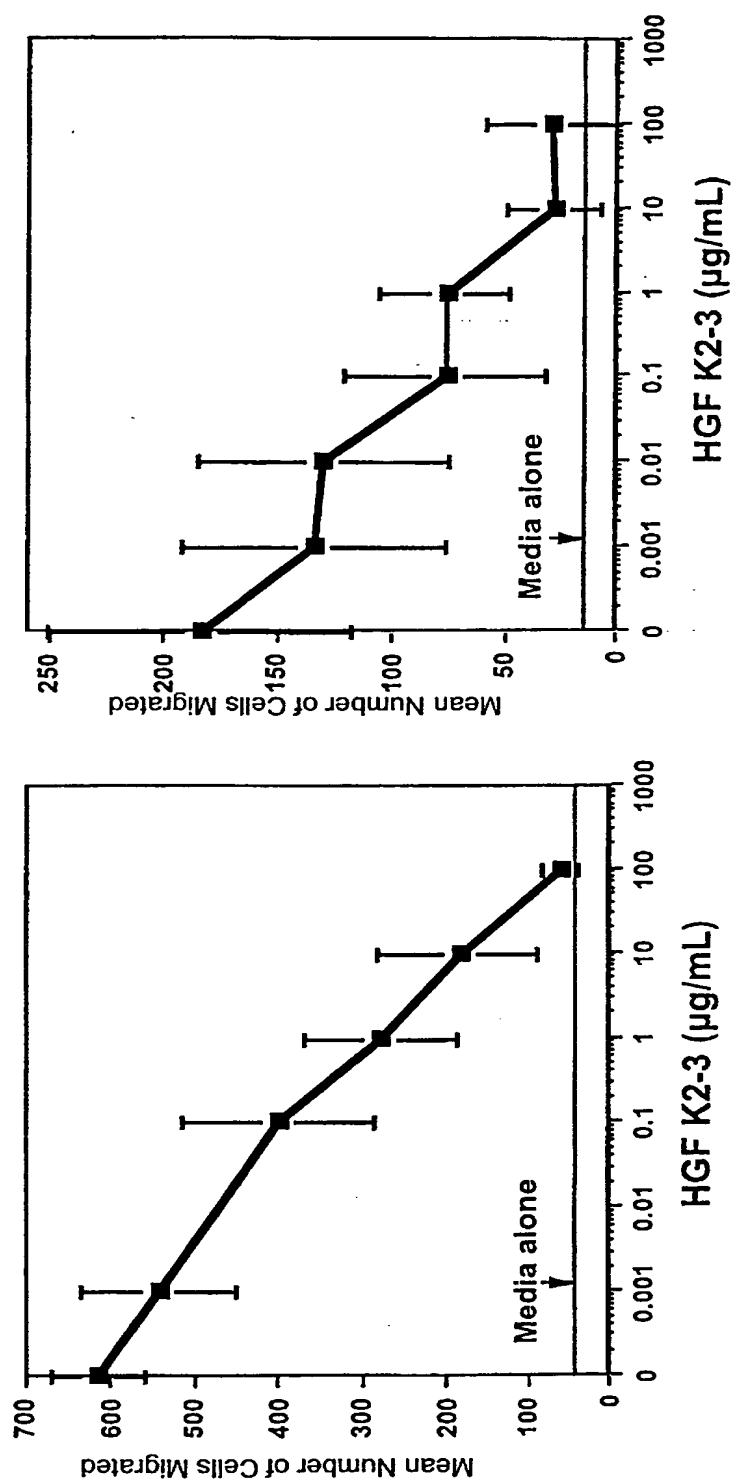 Mean Number of Cells Migrated
700
600
500
400
300
200
100
0
Media alone
0 0.001 0.01 0.1 1 10 100 1000
HGF K2-3 (µg/mL)
Mean Number of Cells Migrated
250
200
150
100
50
0
Media alone
0 0.001 0.01 0.1 1 10 100 1000
HGF K2-3 (µg/mL)